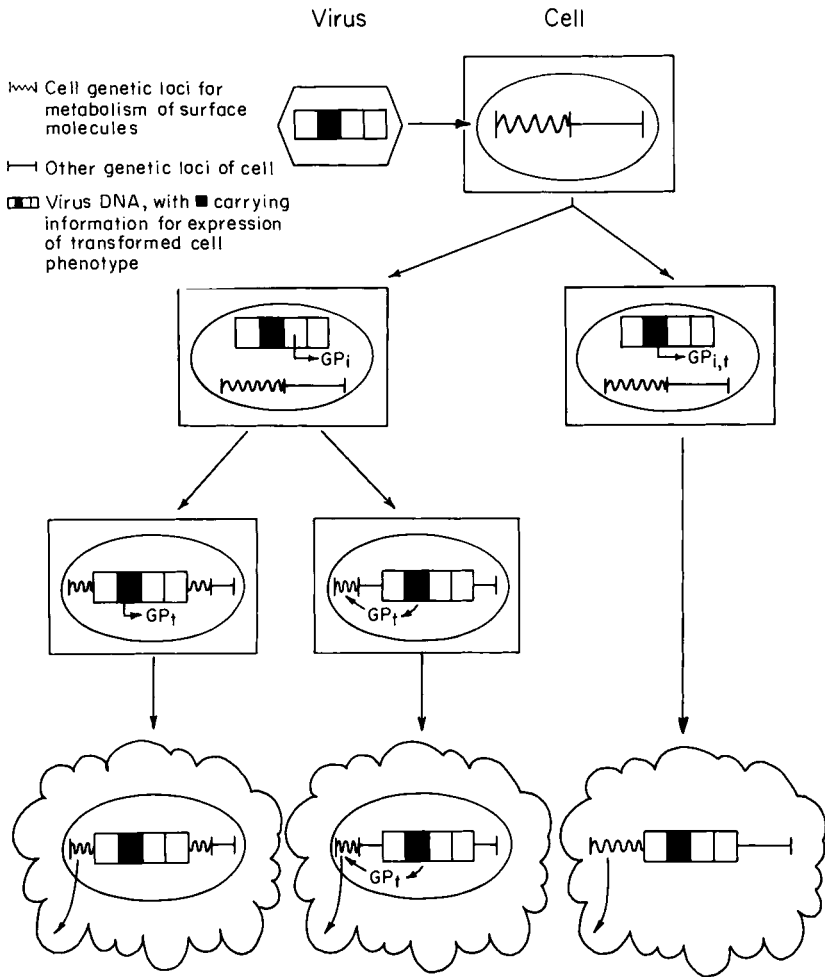 Virus
Cell
Cell genetic loci for
metabolism of surface
molecules
Other genetic loci of cell
Virus DNA, with ■ carrying
information for expression
of transformed cell
phenotype
GPi
GPi,t
GPt
GPt
GPt